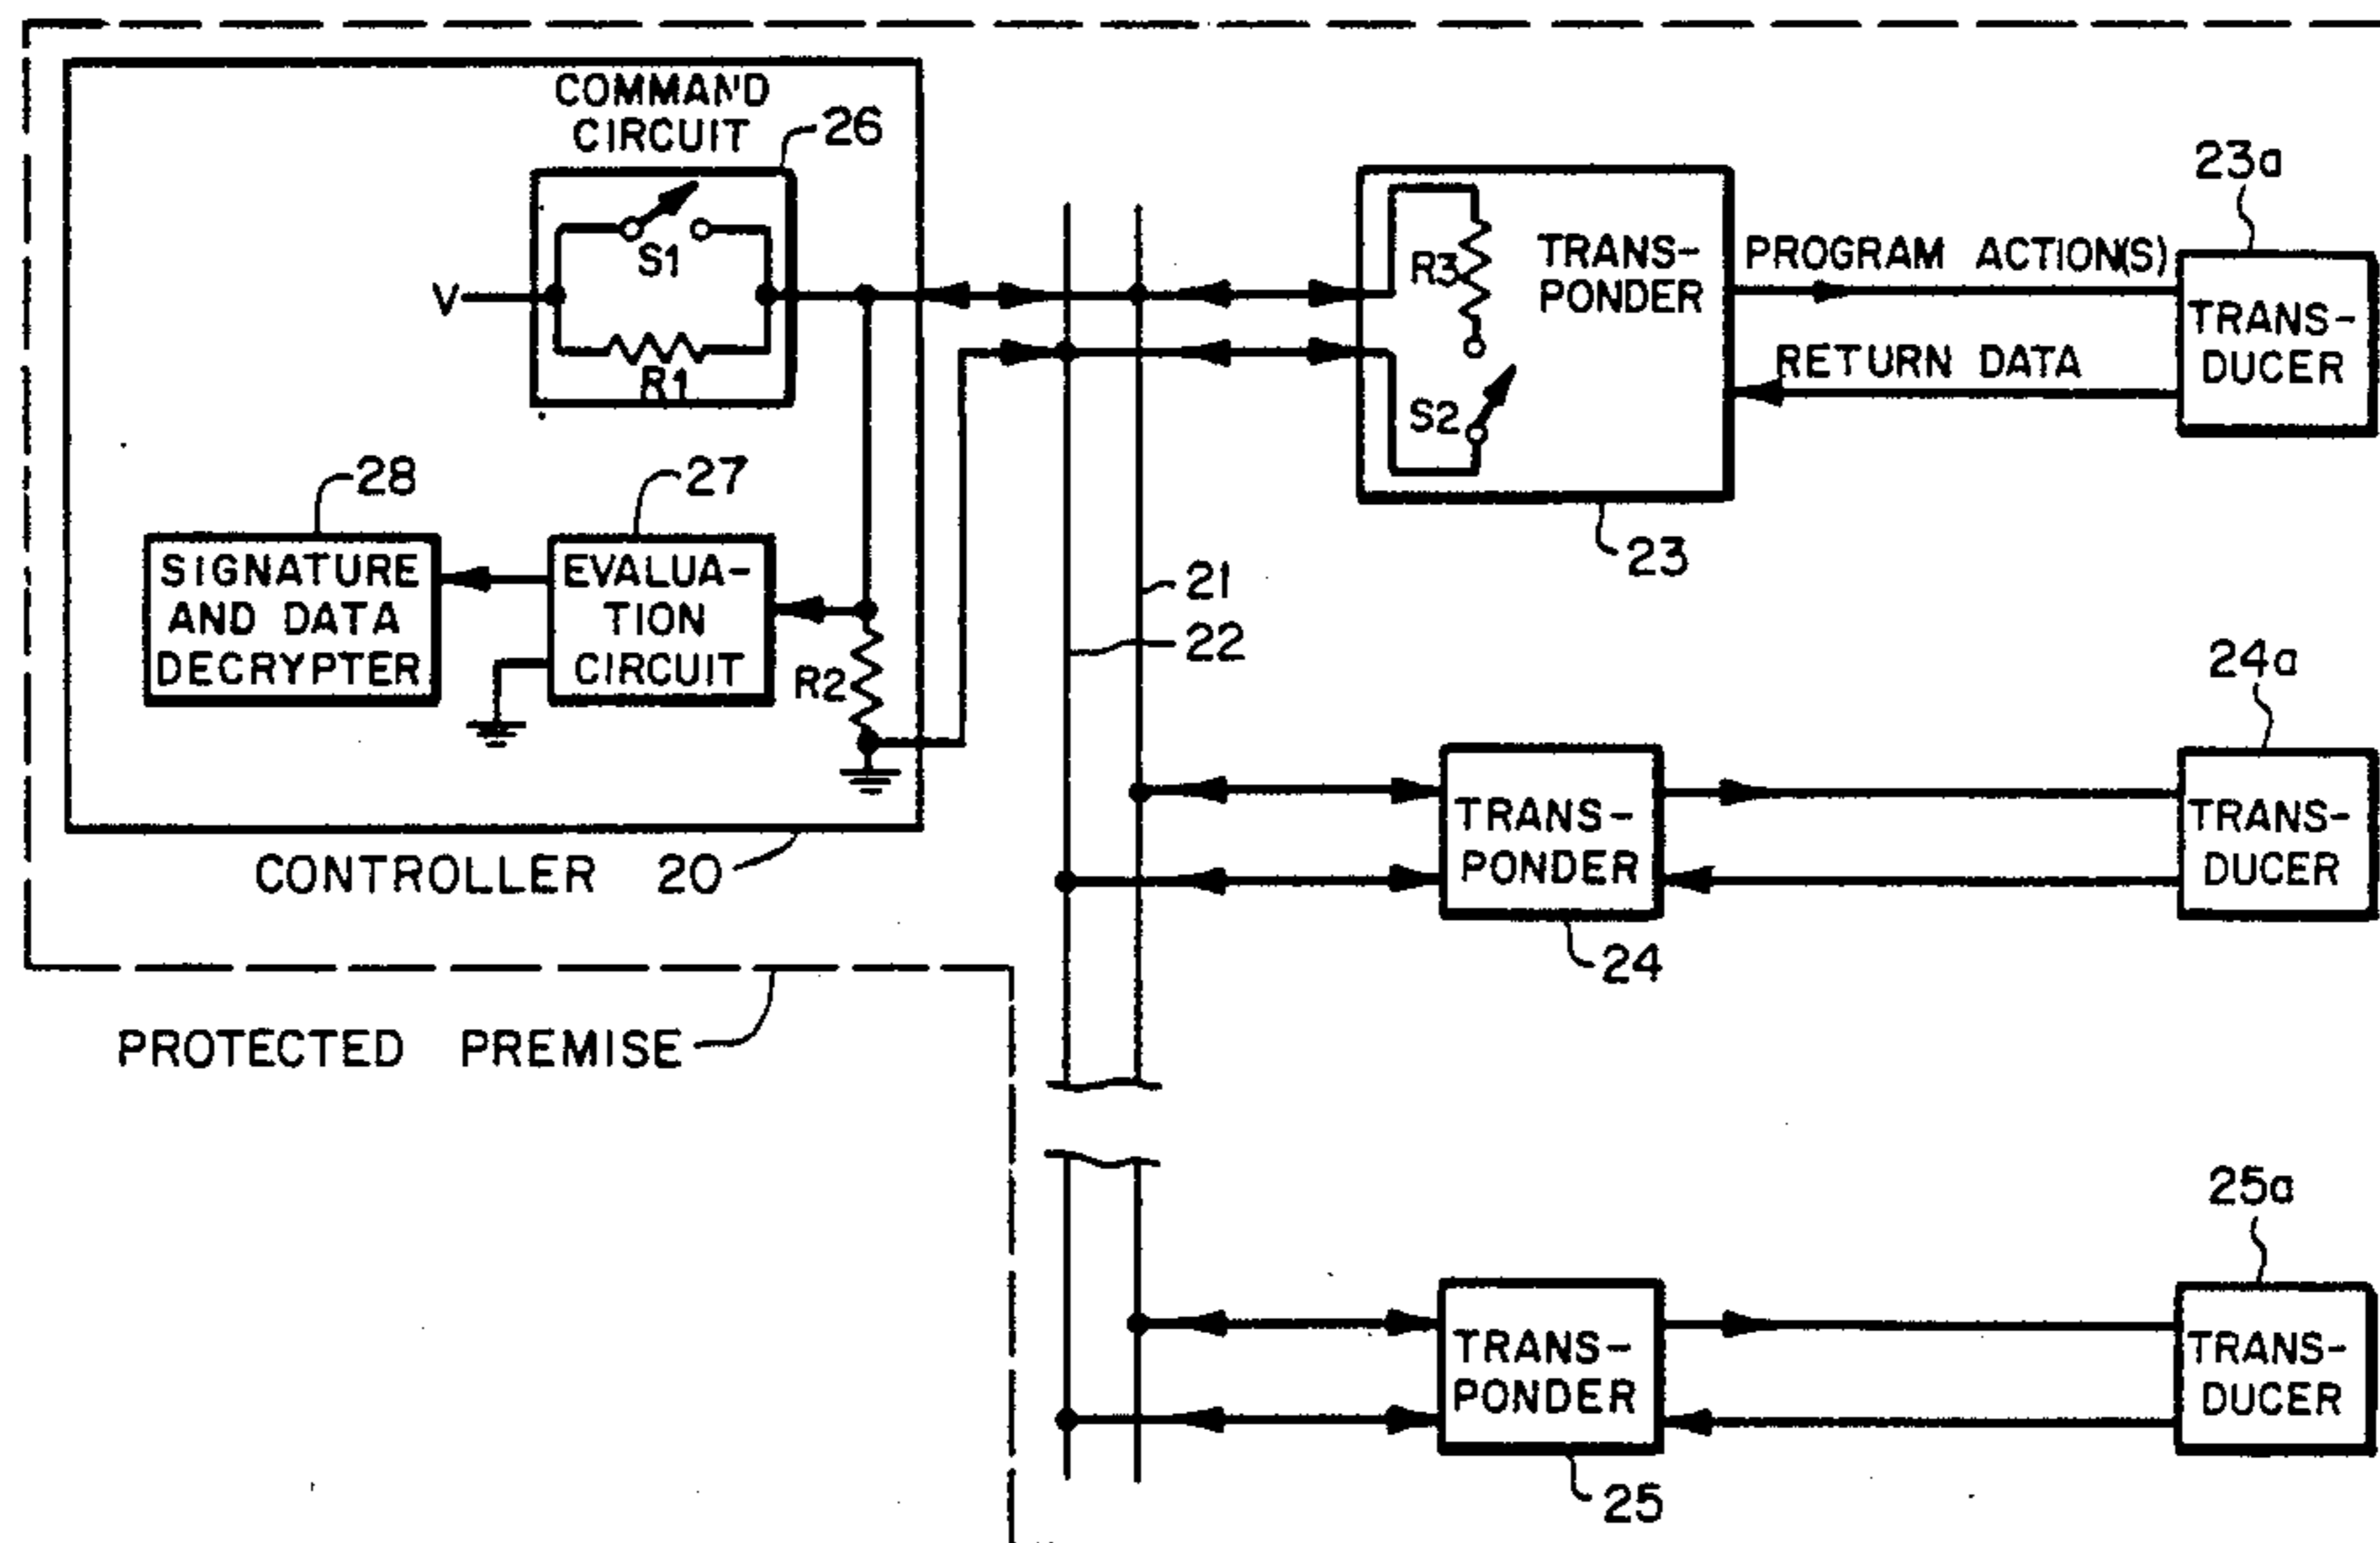 COMMAND
CIRCUIT
26
S1
V
R1
28
27
SIGNATURE
AND DATA
DECRYPTER
EVALUA-
TION
CIRCUIT
R2
CONTROLLER 20
PROTECTED PREMISE
21
22
R3
TRANS-
PONDER
S2
23
PROGRAM ACTION(S)
RETURN DATA
23a
TRANS-
DUCER
TRANS-
PONDER
24
24a
TRANS-
DUCER
TRANS-
PONDER
25
25a
TRANS-
DUCER